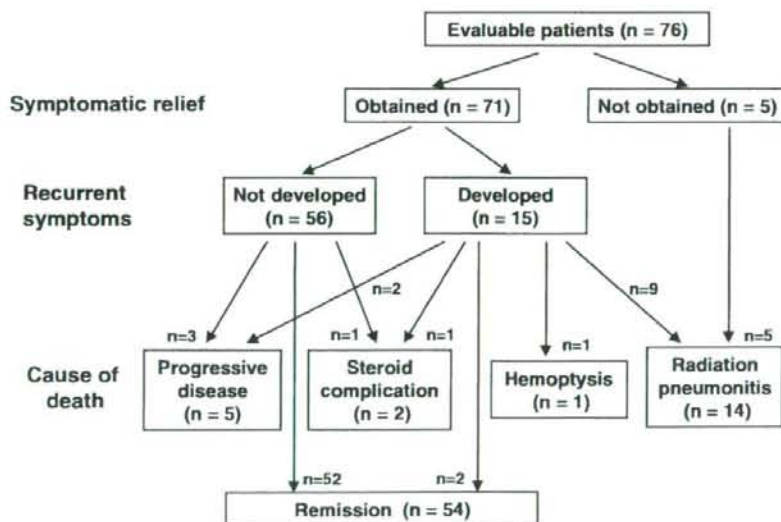 Evaluable patients (n = 76)
Symptomatic relief
Obtained (n = 71)
Not obtained (n = 5)
Recurrent
symptoms
Not developed
(n = 56)
Developed
(n = 15)
n=2
n=9
n=3
n=1
n=1
n=1
n=5
Cause of
death
Progressive
disease
(n = 5)
Steroid
complication
(n = 2)
Hemoptysis
(n = 1)
Radiation
pneumonitis
(n = 14)
n=52
n=2
Remission (n = 54)